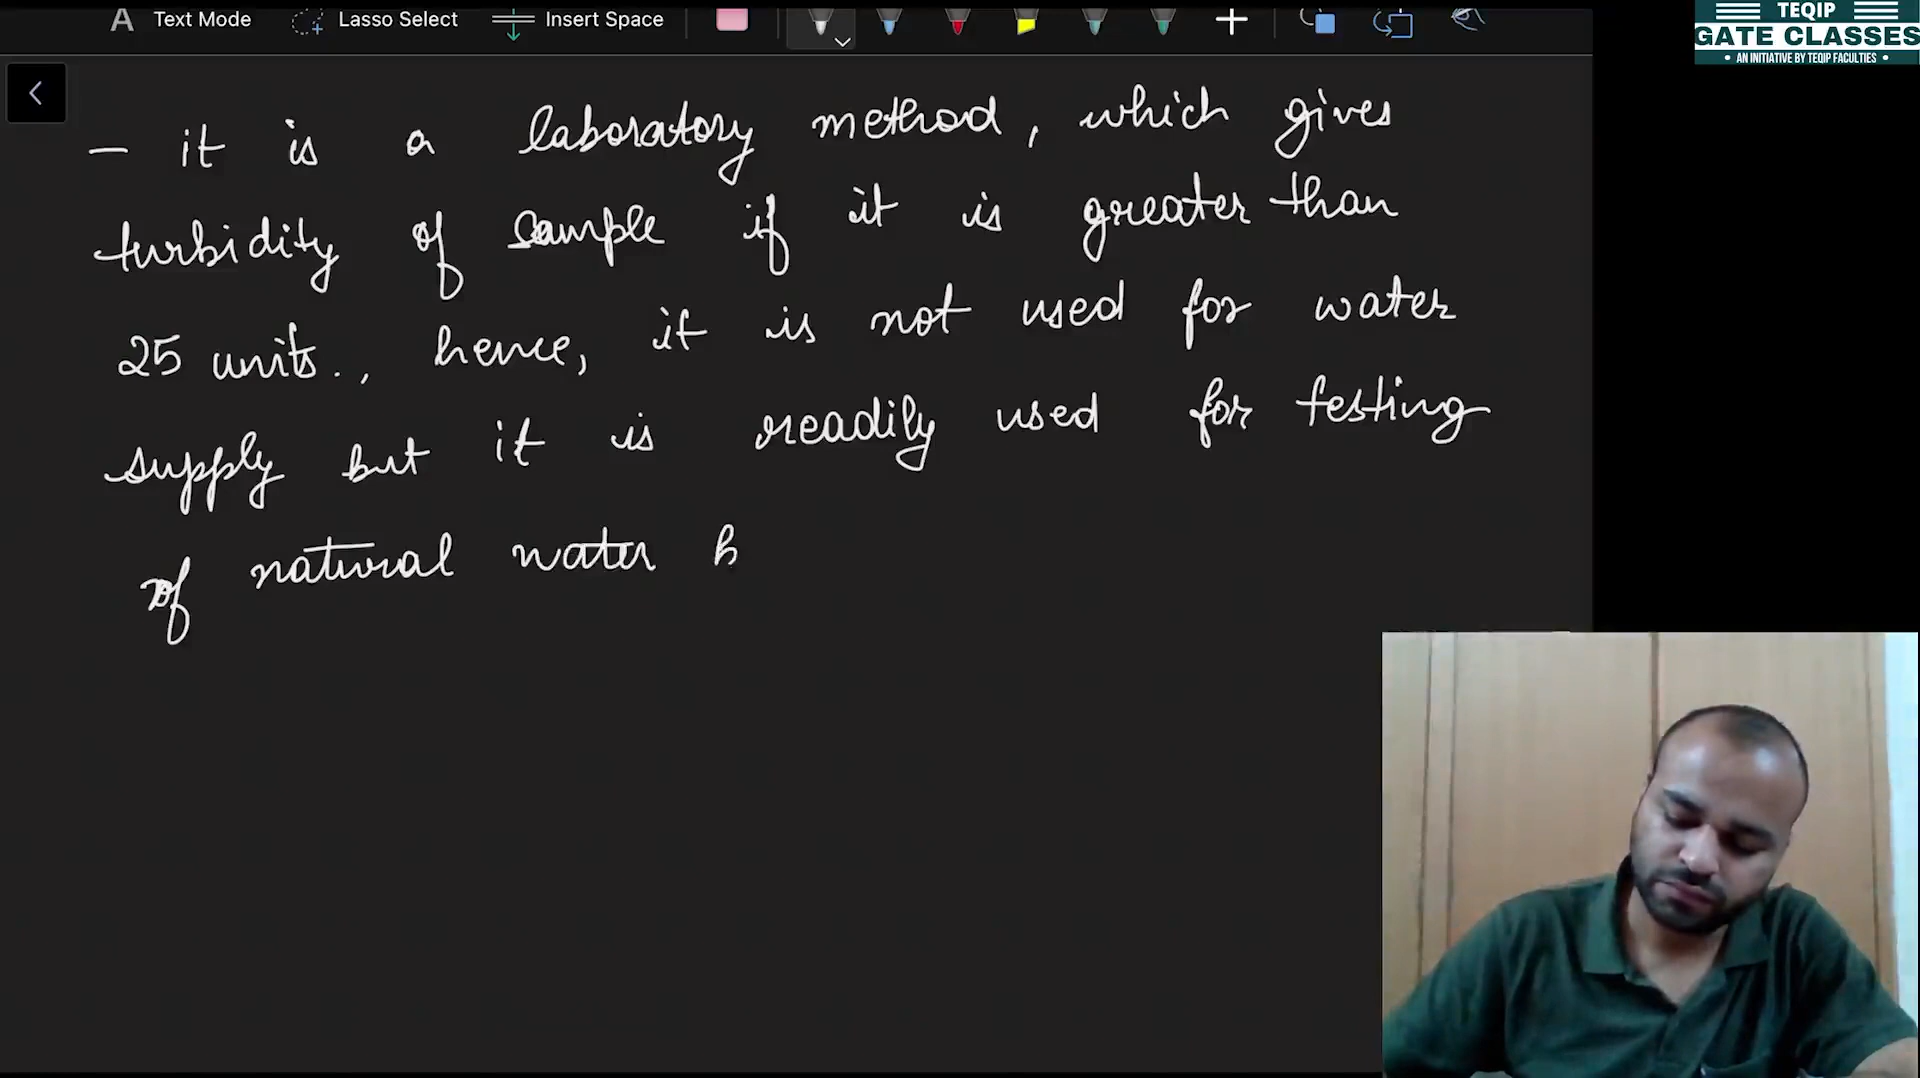 Text Mode Lasso Select Insert Space
TEQIP
GATE CLASSES
• AN INITIATIVE BY TEQIP FACULTIES •
- it is a laboratory method, which gives
turbidity of sample if it is greater than
25 units., hence, it is not used for water
supply but it is readily used for testing
of natural water